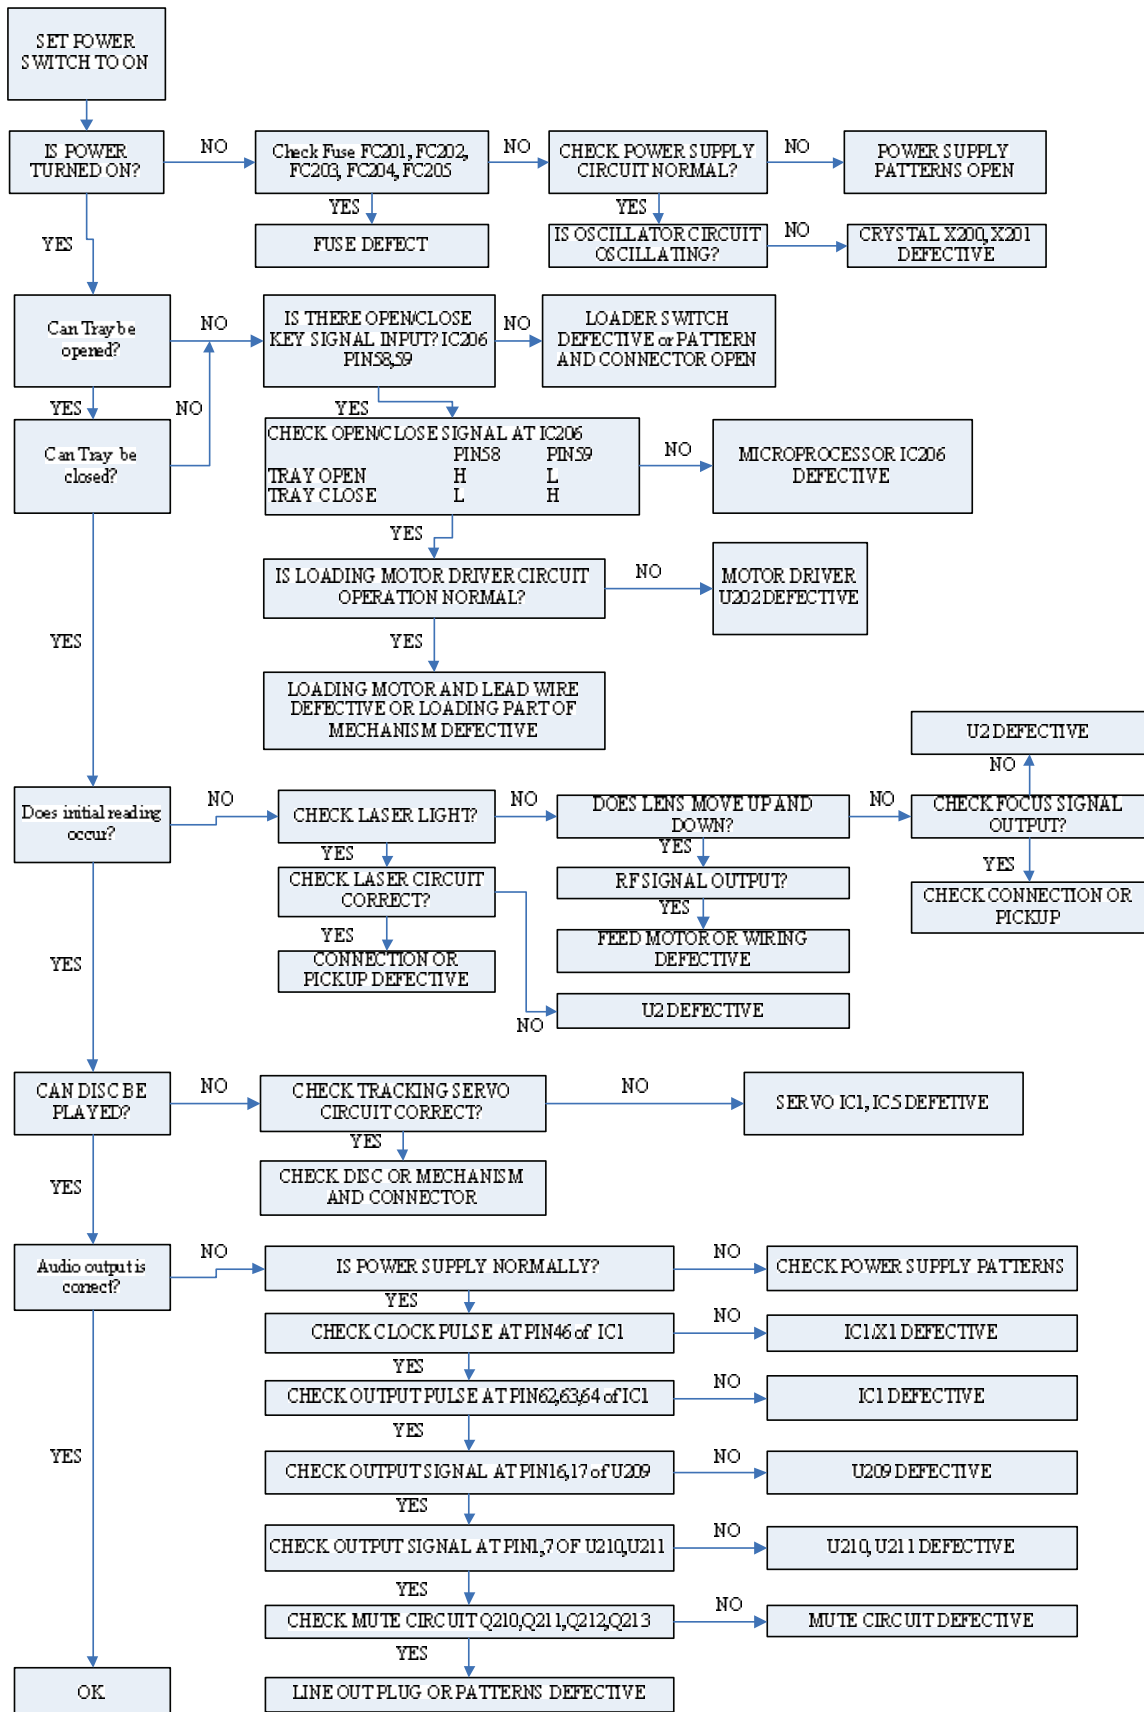 SET POWER
SWITCH TO ON
IS POWER
TURNED ON?
NO
Check Fuse FC201, FC202,
FC203, FC204, FC205
NO
CHECK POWER SUPPLY
CIRCUIT NORMAL?
NO
POWER SUPPLY
PATTERNS OPEN
YES
YES
YES
FUSE DEFECT
IS OSCILLATOR CIRCUIT
OSCILLATING?
NO
CRYSTAL X200, X201
DEFECTIVE
Can Tray be
opened?
NO
IS THERE OPEN/CLOSE
KEY SIGNAL INPUT? IC206
PIN58,59
NO
LOADER SWITCH
DEFECTIVE or PATTERN
AND CONNECTOR OPEN
YES
NO
YES
Can Tray be
closed?
CHECK OPEN/CLOSE SIGNAL AT IC206
PIN58 PIN59
TRAY OPEN H L
TRAY CLOSE L H
NO
MICROPROCESSOR IC206
DEFECTIVE
YES
IS LOADING MOTOR DRIVER CIRCUIT
OPERATION NORMAL?
NO
MOTOR DRIVER
U202 DEFECTIVE
YES
YES
LOADING MOTOR AND LEAD WIRE
DEFECTIVE OR LOADING PART OF
MECHANISM DEFECTIVE
U2 DEFECTIVE
NO
Does initial reading
occur?
NO
CHECK LASER LIGHT?
NO
DOES LENS MOVE UP AND
DOWN?
NO
CHECK FOCUS SIGNAL
OUTPUT?
YES
YES
YES
CHECK LASER CIRCUIT
CORRECT?
RF SIGNAL OUTPUT?
CHECK CONNECTION OR
PICKUP
YES
YES
CONNECTION OR
PICKUP DEFECTIVE
FEED MOTOR OR WIRING
DEFECTIVE
YES
NO
U2 DEFECTIVE
CAN DISC BE
PLAYED?
NO
CHECK TRACKING SERVO
CIRCUIT CORRECT?
NO
SERVO IC1, IC5 DEFETIVE
YES
YES
CHECK DISC OR MECHANISM
AND CONNECTOR
Audio output is
correct?
NO
IS POWER SUPPLY NORMALLY?
NO
CHECK POWER SUPPLY PATTERNS
YES
CHECK CLOCK PULSE AT PIN46 of IC1
NO
IC1/X1 DEFECTIVE
YES
CHECK OUTPUT PULSE AT PIN62,63,64 of IC1
NO
IC1 DEFECTIVE
YES
YES
CHECK OUTPUT SIGNAL AT PIN16,17 of U209
NO
U209 DEFECTIVE
YES
CHECK OUTPUT SIGNAL AT PIN1,7 OF U210,U211
NO
U210, U211 DEFECTIVE
YES
CHECK MUTE CIRCUIT Q210,Q211,Q212,Q213
NO
MUTE CIRCUIT DEFECTIVE
YES
OK
LINE OUT PLUG OR PATTERNS DEFECTIVE